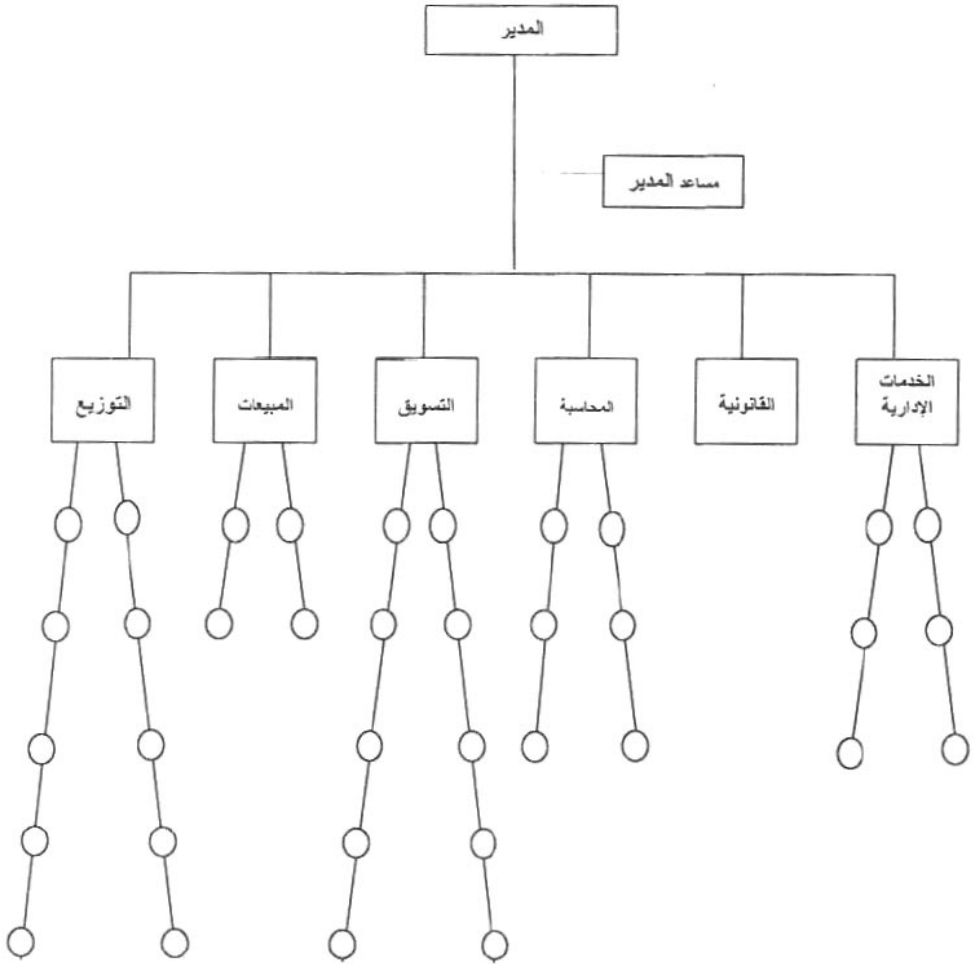 المدير
مساعد المدير
الخدمات
الإدارية
القانونية
المحاسبة
التسويق
المبيعات
التوزيع